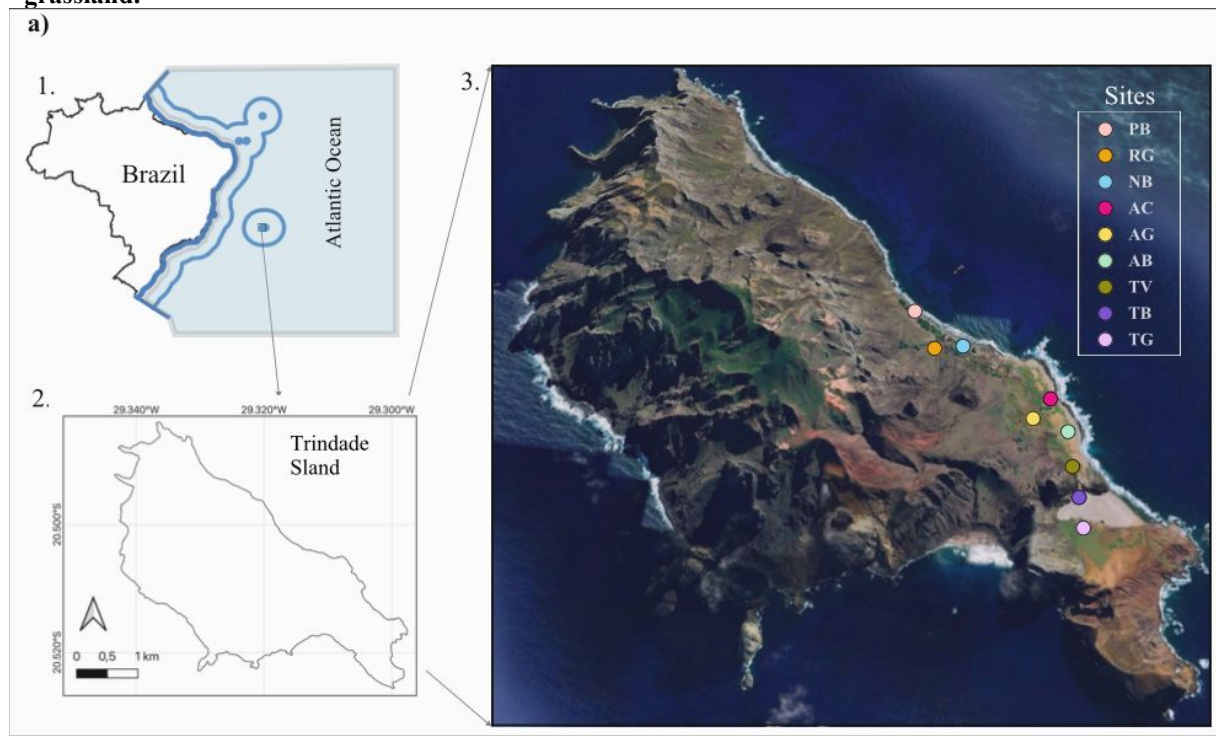 grassland.
a)
1.
Brazil
Atlantic Ocean
2.
29.340°W 29.320°W 29.300°W
20.500°S
20.520°S
Trindade
Sland
0 0,5 1 km
3.
Sites
PB
RG
NB
AC
AG
AB
TV
TB
TG